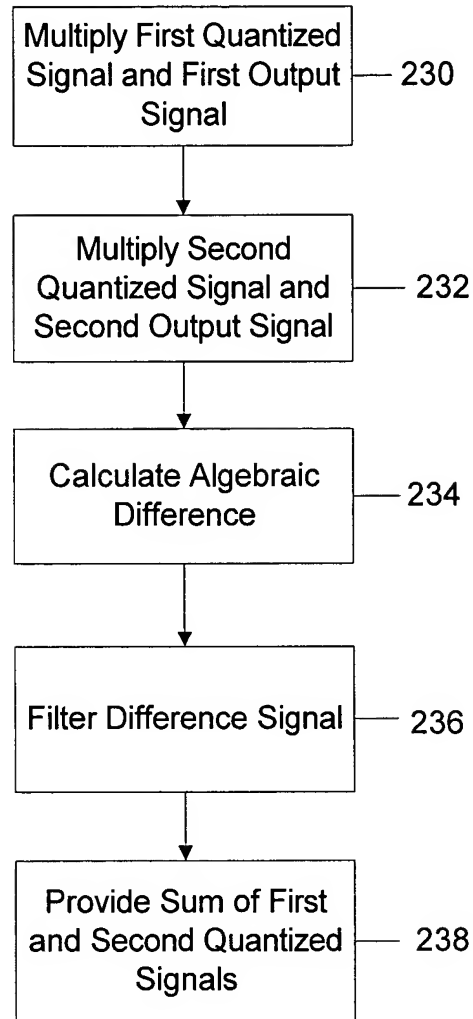 Multiply First Quantized
Signal and First Output
Signal
230
Multiply Second
Quantized Signal and
Second Output Signal
232
Calculate Algebraic
Difference
234
Filter Difference Signal
236
Provide Sum of First
and Second Quantized
Signals
238